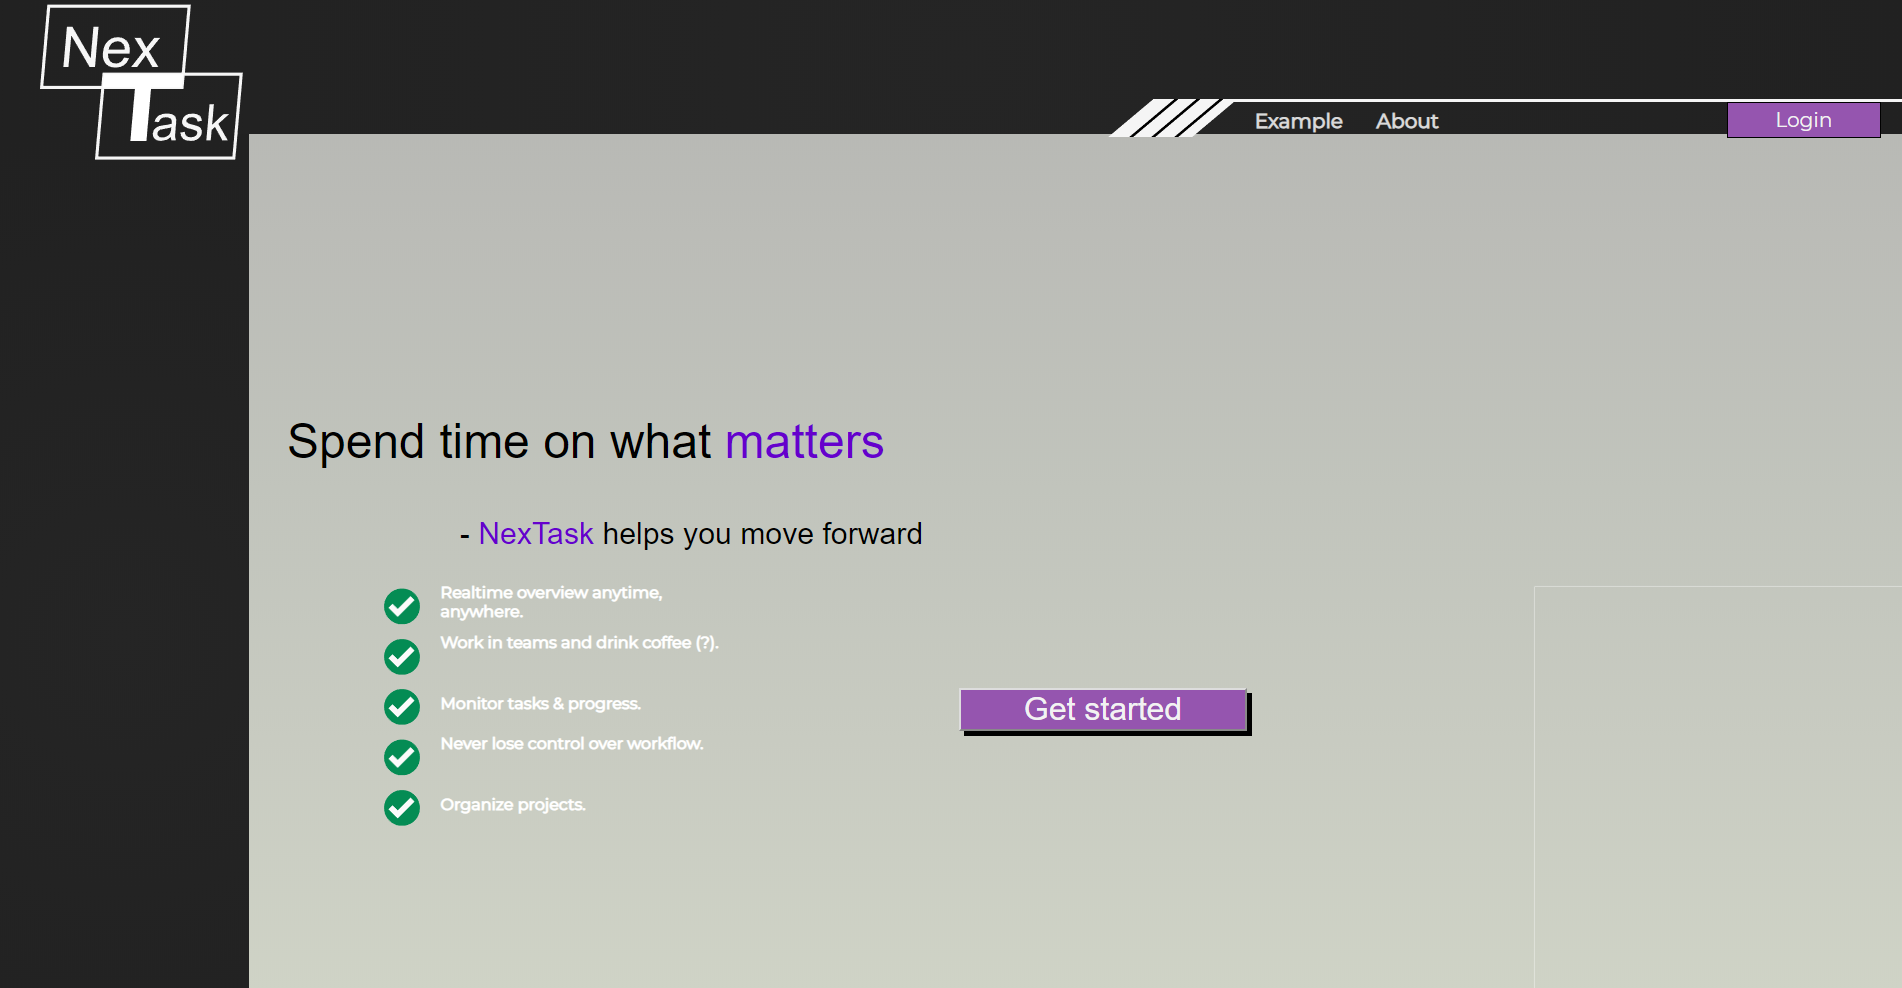 Nex
Task
Example About Login
Spend time on what matters
- NexTask helps you move forward
Realtime overview anytime,
anywhere.
Work in teams and drink coffee (?).
Monitor tasks & progress.
Get started
Never lose control over workflow.
Organize projects.